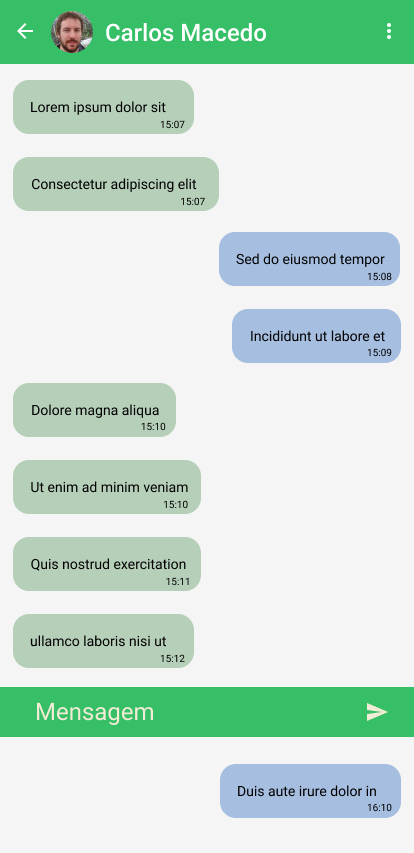 Carlos Macedo
Lorem ipsum dolor sit
15:07
Consectetur adipiscing elit
15:07
Sed do eiusmod tempor
15:08
Incididunt ut labore et
15:09
Dolore magna aliqua
15:10
Ut enim ad minim veniam
15:10
Quis nostrud exercitation
15:11
ullamco laboris nisi ut
15:12
Mensagem
Duis aute irure dolor in
16:10